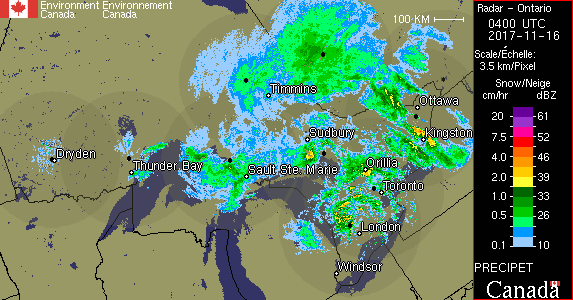 Environment Environnement
Canada Canada
100 KM
Timmins
Ottawa
Sudbury
Kingston
Dryden
Thunder Bay
Sault Ste. Marie
Orillia
Toronto
London
Windsor
Radar - Ontario
0400 UTC
2017-11-16
Scale/Échelle:
3.5 km/Pixel
Snow/Neige
cm/hr dBZ
20 61
7.5 52
4.0 46
2.0 39
1.0 33
0.5 26
0.1 10
PRECIPET
Canada